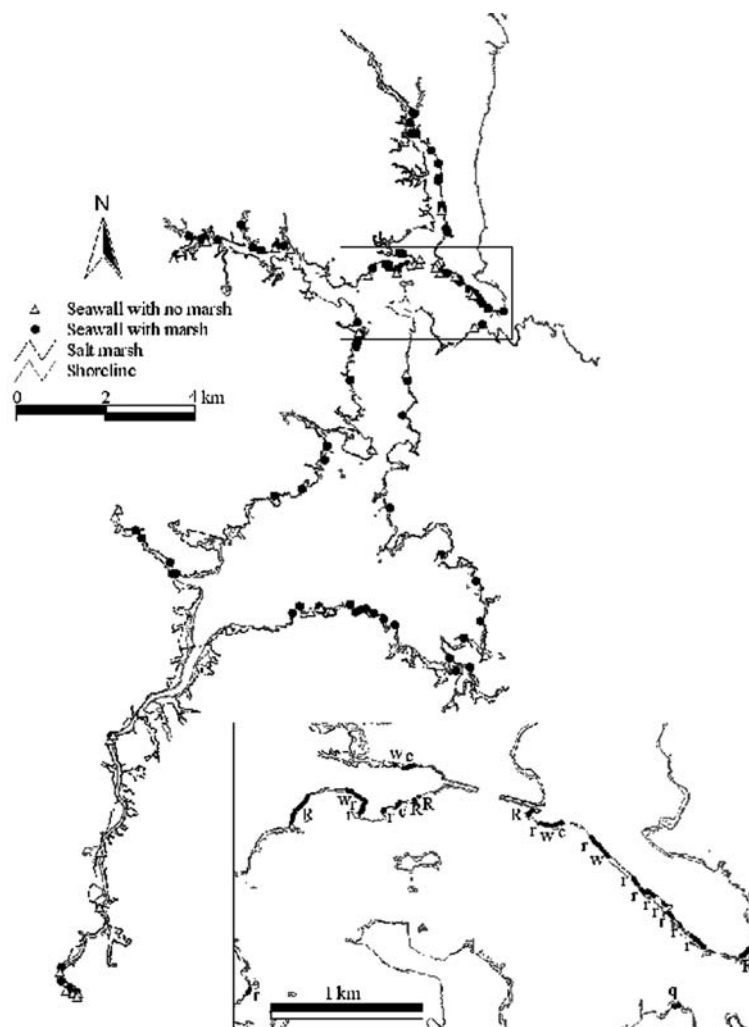 N
Seawall with no marsh
Seawall with marsh
Salt marsh
Shoreline
0 2 4 km
w c
R w r r r c R R
R r w c
r w
r
r
r
r
r
r
r
R
r
1 km
q